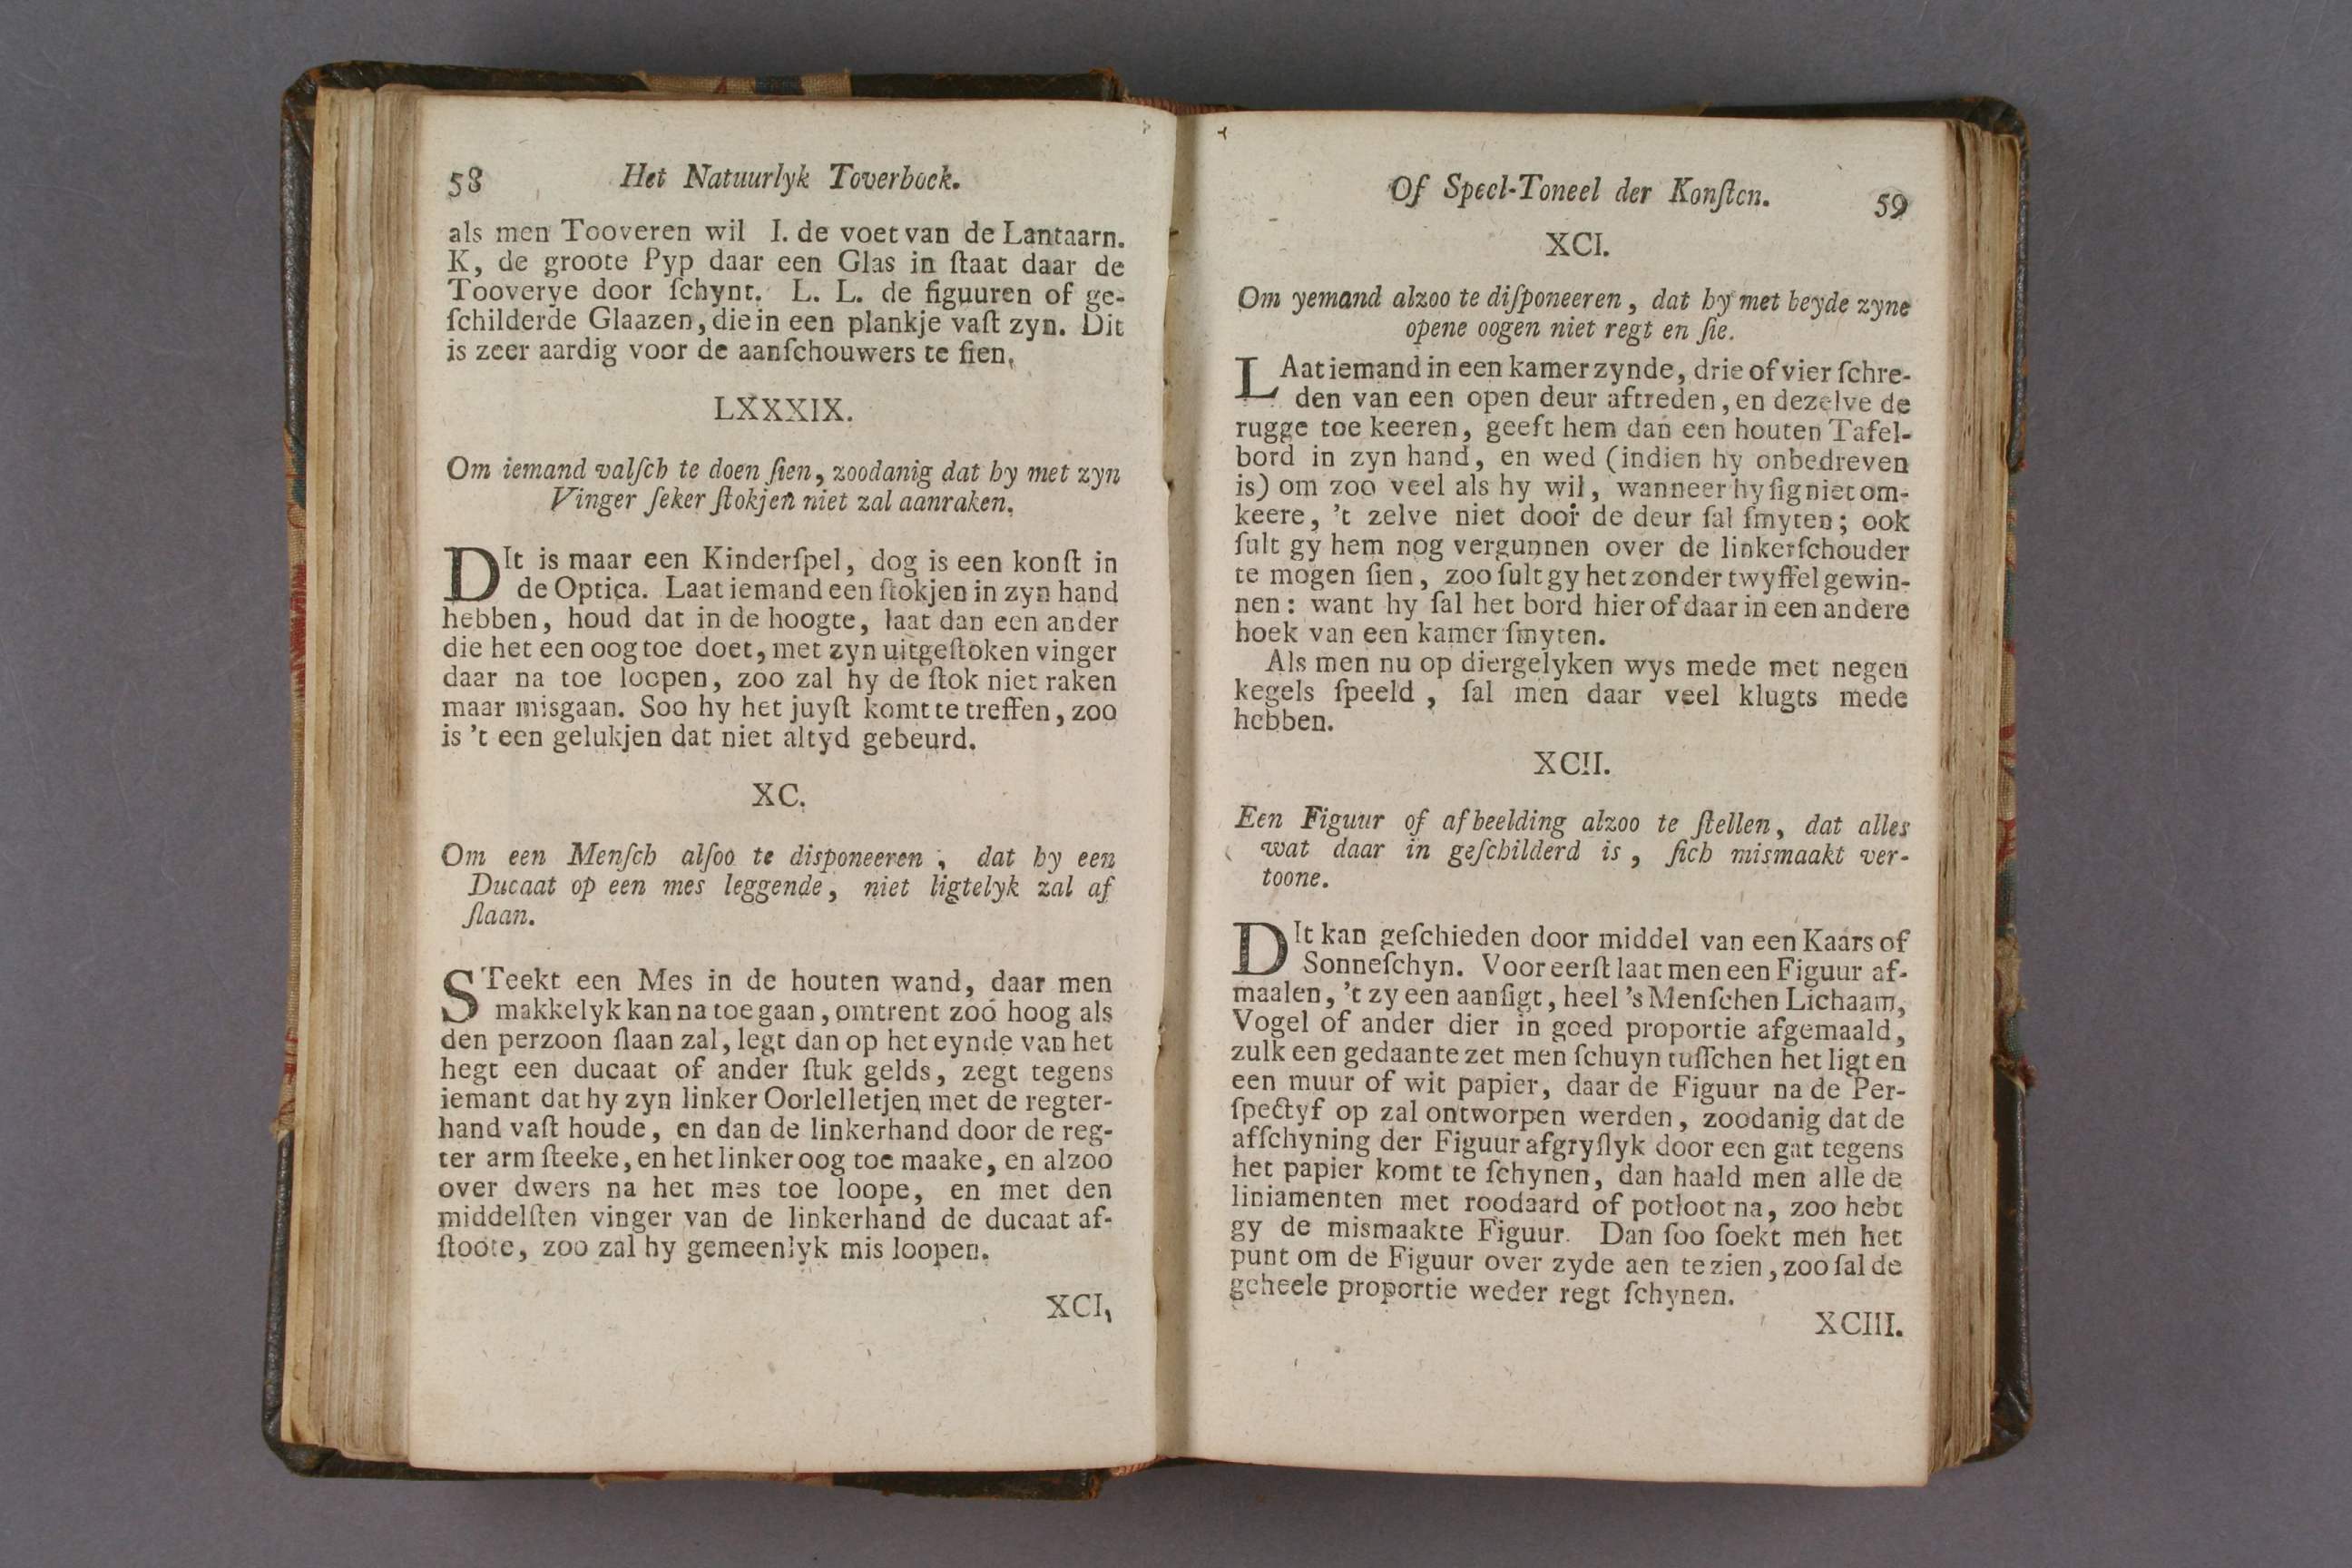 58 Het Natuurlyk Toverboek.
als men Tooveren wil I. de voet van de Lantaarn.
K, de groote Pyp daar een Glas in ſtaat daar de
Tooverye door ſchynt. L. L. de figuuren of ge-
ſchilderde Glaazen, die in een plankje vaſt zyn. Dit
is zeer aardig voor de aanſchouwers te ſien.
LXXXIX.
Om iemand valſch te doen ſien, zoodanig dat hy met zyn
Vinger ſeker ſtokjen niet zal aanraken.
DIt is maar een Kinderſpel, dog is een konſt in
de Optica. Laat iemand een ſtokjen in zyn hand
hebben, houd dat in de hoogte, laat dan een ander
die het een oog toe doet, met zyn uitgeſtoken vinger
daar na toe loopen, zoo zal hy de ſtok niet raken
maar misgaan. Soo hy het juyſt komt te treffen, zoo
is 't een gelukjen dat niet altyd gebeurd.
XC.
Om een Menſch alſoo te disponeeren, dat hy een
Ducaat op een mes leggende, niet ligtelyk zal af
ſlaan.
STeekt een Mes in de houten wand, daar men
makkelyk kan na toe gaan, omtrent zoo hoog als
den perzoon ſlaan zal, legt dan op het eynde van het
hegt een ducaat of ander ſtuk gelds, zegt tegens
iemant dat hy zyn linker Oorlelletjen met de regter-
hand vaſt houde, en dan de linkerhand door de reg-
ter arm ſteeke, en het linker oog toe maake, en alzoo
over dwers na het mes toe loope, en met den
middelſten vinger van de linkerhand de ducaat af-
ſtoote, zoo zal hy gemeenlyk mis loopen.
XCI,
Of Speel-Toneel der Konſten. 59
XCI.
Om yemand alzoo te diſponeeren, dat hy met beyde zyne
opene oogen niet regt en ſie.
LAat iemand in een kamer zynde, drie of vier ſchre-
den van een open deur aftreden, en dezelve de
rugge toe keeren, geeft hem dan een houten Tafel-
bord in zyn hand, en wed (indien hy onbedreven
is) om zoo veel als hy wil, wanneer hy ſig niet om-
keere, 't zelve niet door de deur ſal ſmyten; ook
ſult gy hem nog vergunnen over de linkerſchouder
te mogen ſien, zoo ſult gy het zonder twyffel gewin-
nen: want hy ſal het bord hier of daar in een andere
hoek van een kamer ſmyten.
Als men nu op diergelyken wys mede met negen
kegels ſpeeld, ſal men daar veel klugts mede
hebben.
XCII.
Een Figuur of afbeelding alzoo te ſtellen, dat alles
wat daar in geſchilderd is, ſich mismaakt ver-
toone.
DIt kan geſchieden door middel van een Kaars of
Sonneſchyn. Voor eerſt laat men een Figuur af-
maalen, 't zy een aanſigt, heel 's Menſchen Lichaam,
Vogel of ander dier in goed proportie afgemaald,
zulk een gedaante zet men ſchuyn tuſſchen het ligt en
een muur of wit papier, daar de Figuur na de Per-
ſpectyf op zal ontworpen werden, zoodanig dat de
afſchyning der Figuur afgryſlyk door een gat tegens
het papier komt te ſchynen, dan haald men alle de
liniamenten met roodaard of potloot na, zoo hebt
gy de mismaakte Figuur. Dan ſoo ſoekt men het
punt om de Figuur over zyde aen te zien, zoo ſal de
geheele proportie weder regt ſchynen.
XCIII.